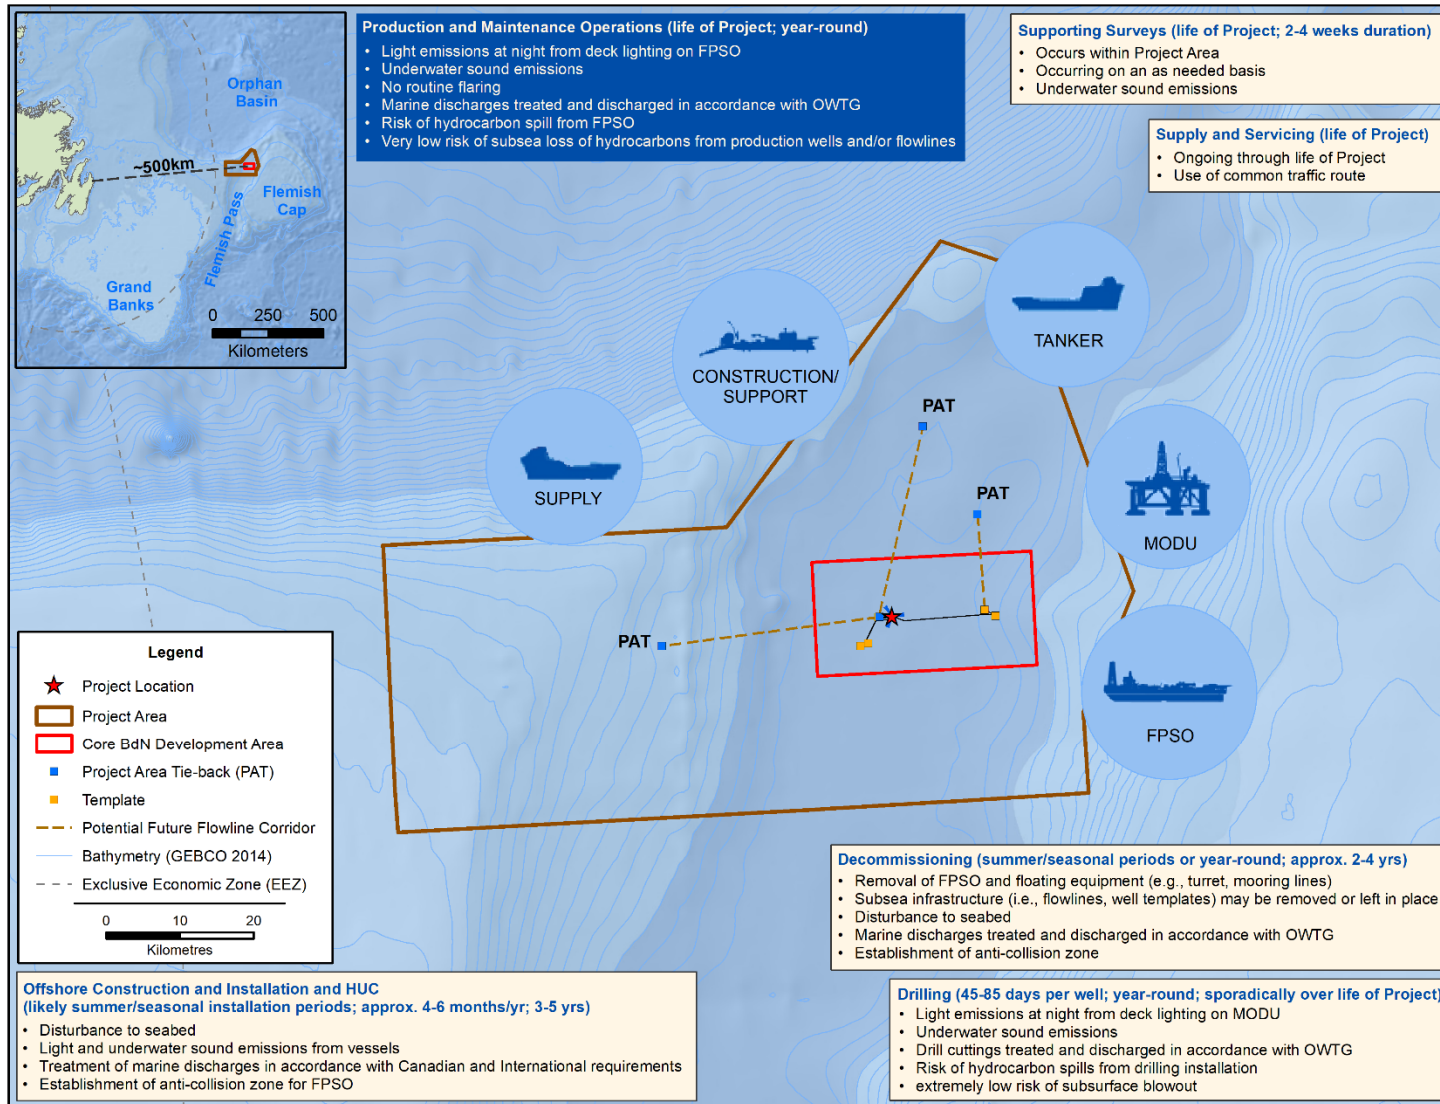 Production and Maintenance Operations (life of Project; year-round)
• Light emissions at night from deck lighting on FPSO
• Underwater sound emissions
• No routine flaring
• Marine discharges treated and discharged in accordance with OWTG
• Risk of hydrocarbon spill from FPSO
• Very low risk of subsea loss of hydrocarbons from production wells and/or flowlines
Supporting Surveys (life of Project; 2-4 weeks duration)
• Occurs within Project Area
• Occurring on an as needed basis
• Underwater sound emissions
Supply and Servicing (life of Project)
• Ongoing through life of Project
• Use of common traffic route
Orphan
Basin
~500km
Flemish
Cap
Flemish Pass
Grand
Banks
0 250 500
Kilometers
TANKER
CONSTRUCTION/
SUPPORT
SUPPLY
MODU
FPSO
PAT
PAT
PAT
Legend
Project Location
Project Area
Core BdN Development Area
Project Area Tie-back (PAT)
Template
Potential Future Flowline Corridor
Bathymetry (GEBCO 2014)
Exclusive Economic Zone (EEZ)
0 10 20
Kilometres
Decommissioning (summer/seasonal periods or year-round; approx. 2-4 yrs)
• Removal of FPSO and floating equipment (e.g., turret, mooring lines)
• Subsea infrastructure (i.e., flowlines, well templates) may be removed or left in place
• Disturbance to seabed
• Marine discharges treated and discharged in accordance with OWTG
• Establishment of anti-collision zone
Offshore Construction and Installation and HUC
(likely summer/seasonal installation periods; approx. 4-6 months/yr; 3-5 yrs)
• Disturbance to seabed
• Light and underwater sound emissions from vessels
• Treatment of marine discharges in accordance with Canadian and International requirements
• Establishment of anti-collision zone for FPSO
Drilling (45-85 days per well; year-round; sporadically over life of Project)
• Light emissions at night from deck lighting on MODU
• Underwater sound emissions
• Drill cuttings treated and discharged in accordance with OWTG
• Risk of hydrocarbon spills from drilling installation
• extremely low risk of subsurface blowout